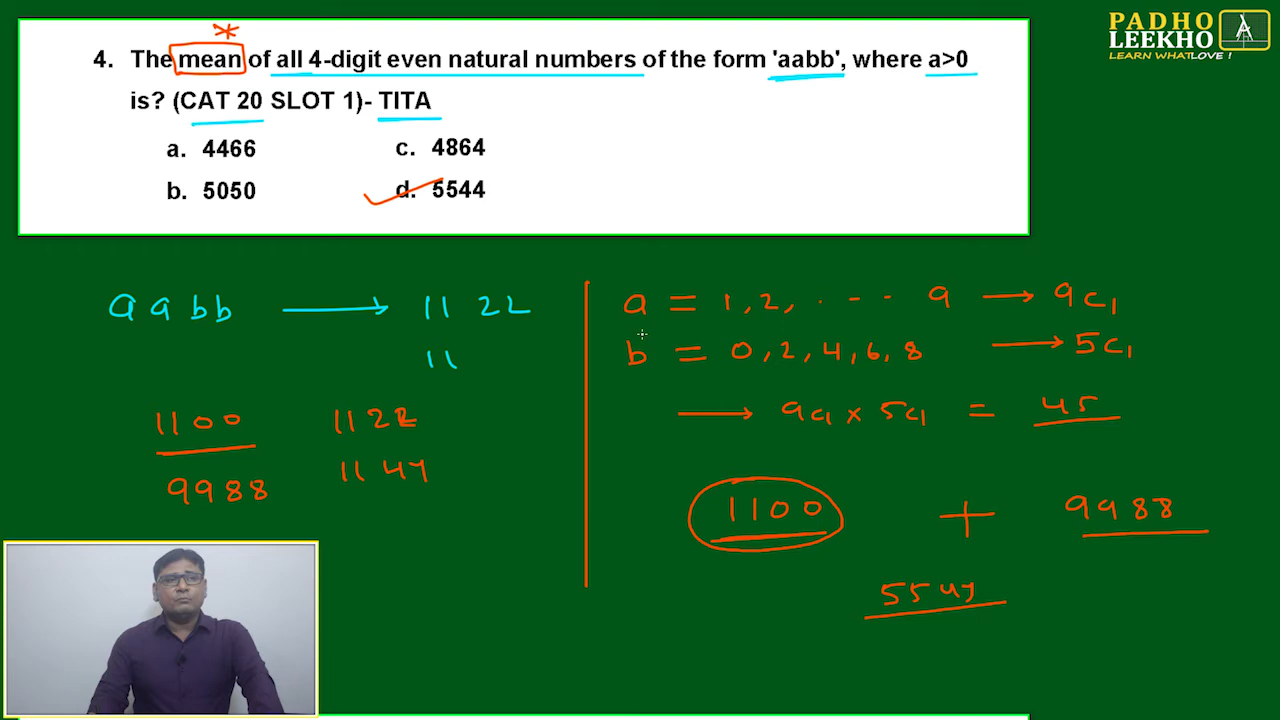 PADHO
LEEKHO
LEARN WHAT LOVE !
4. The mean of all 4-digit even natural numbers of the form 'aabb', where a>0
is? (CAT 20 SLOT 1)- TITA
a. 4466 c. 4864
b. 5050 d. 5544
a a b b → 11 22
11
1100 1122
9988 1144
a = 1, 2, . - - . 9 → 9C1
b = 0, 2, 4, 6, 8 → 5C1
→ 9C1 x 5C1 = 45
1100 + 9988
5544